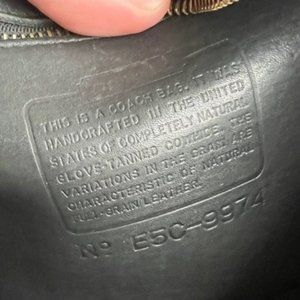 THIS IS A COACH BAG. IT WAS
HANDCRAFTED IN THE UNITED
STATES OF COMPLETELY NATURAL
GLOVE TANNED COWHIDE. THE
VARIATIONS IN THE GRAIN ARE
CHARACTERISTIC OF NATURAL
FULL-GRAIN LEATHER.
No E5C-9974